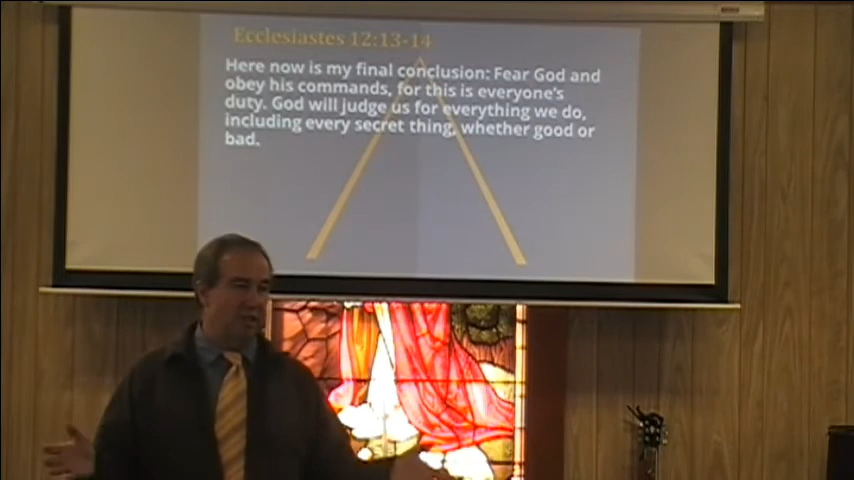 Ecclesiastes 12:13-14
Here now is my final conclusion: Fear God and
obey his commands, for this is everyone's
duty. God will judge us for everything we do,
including every secret thing, whether good or
bad.